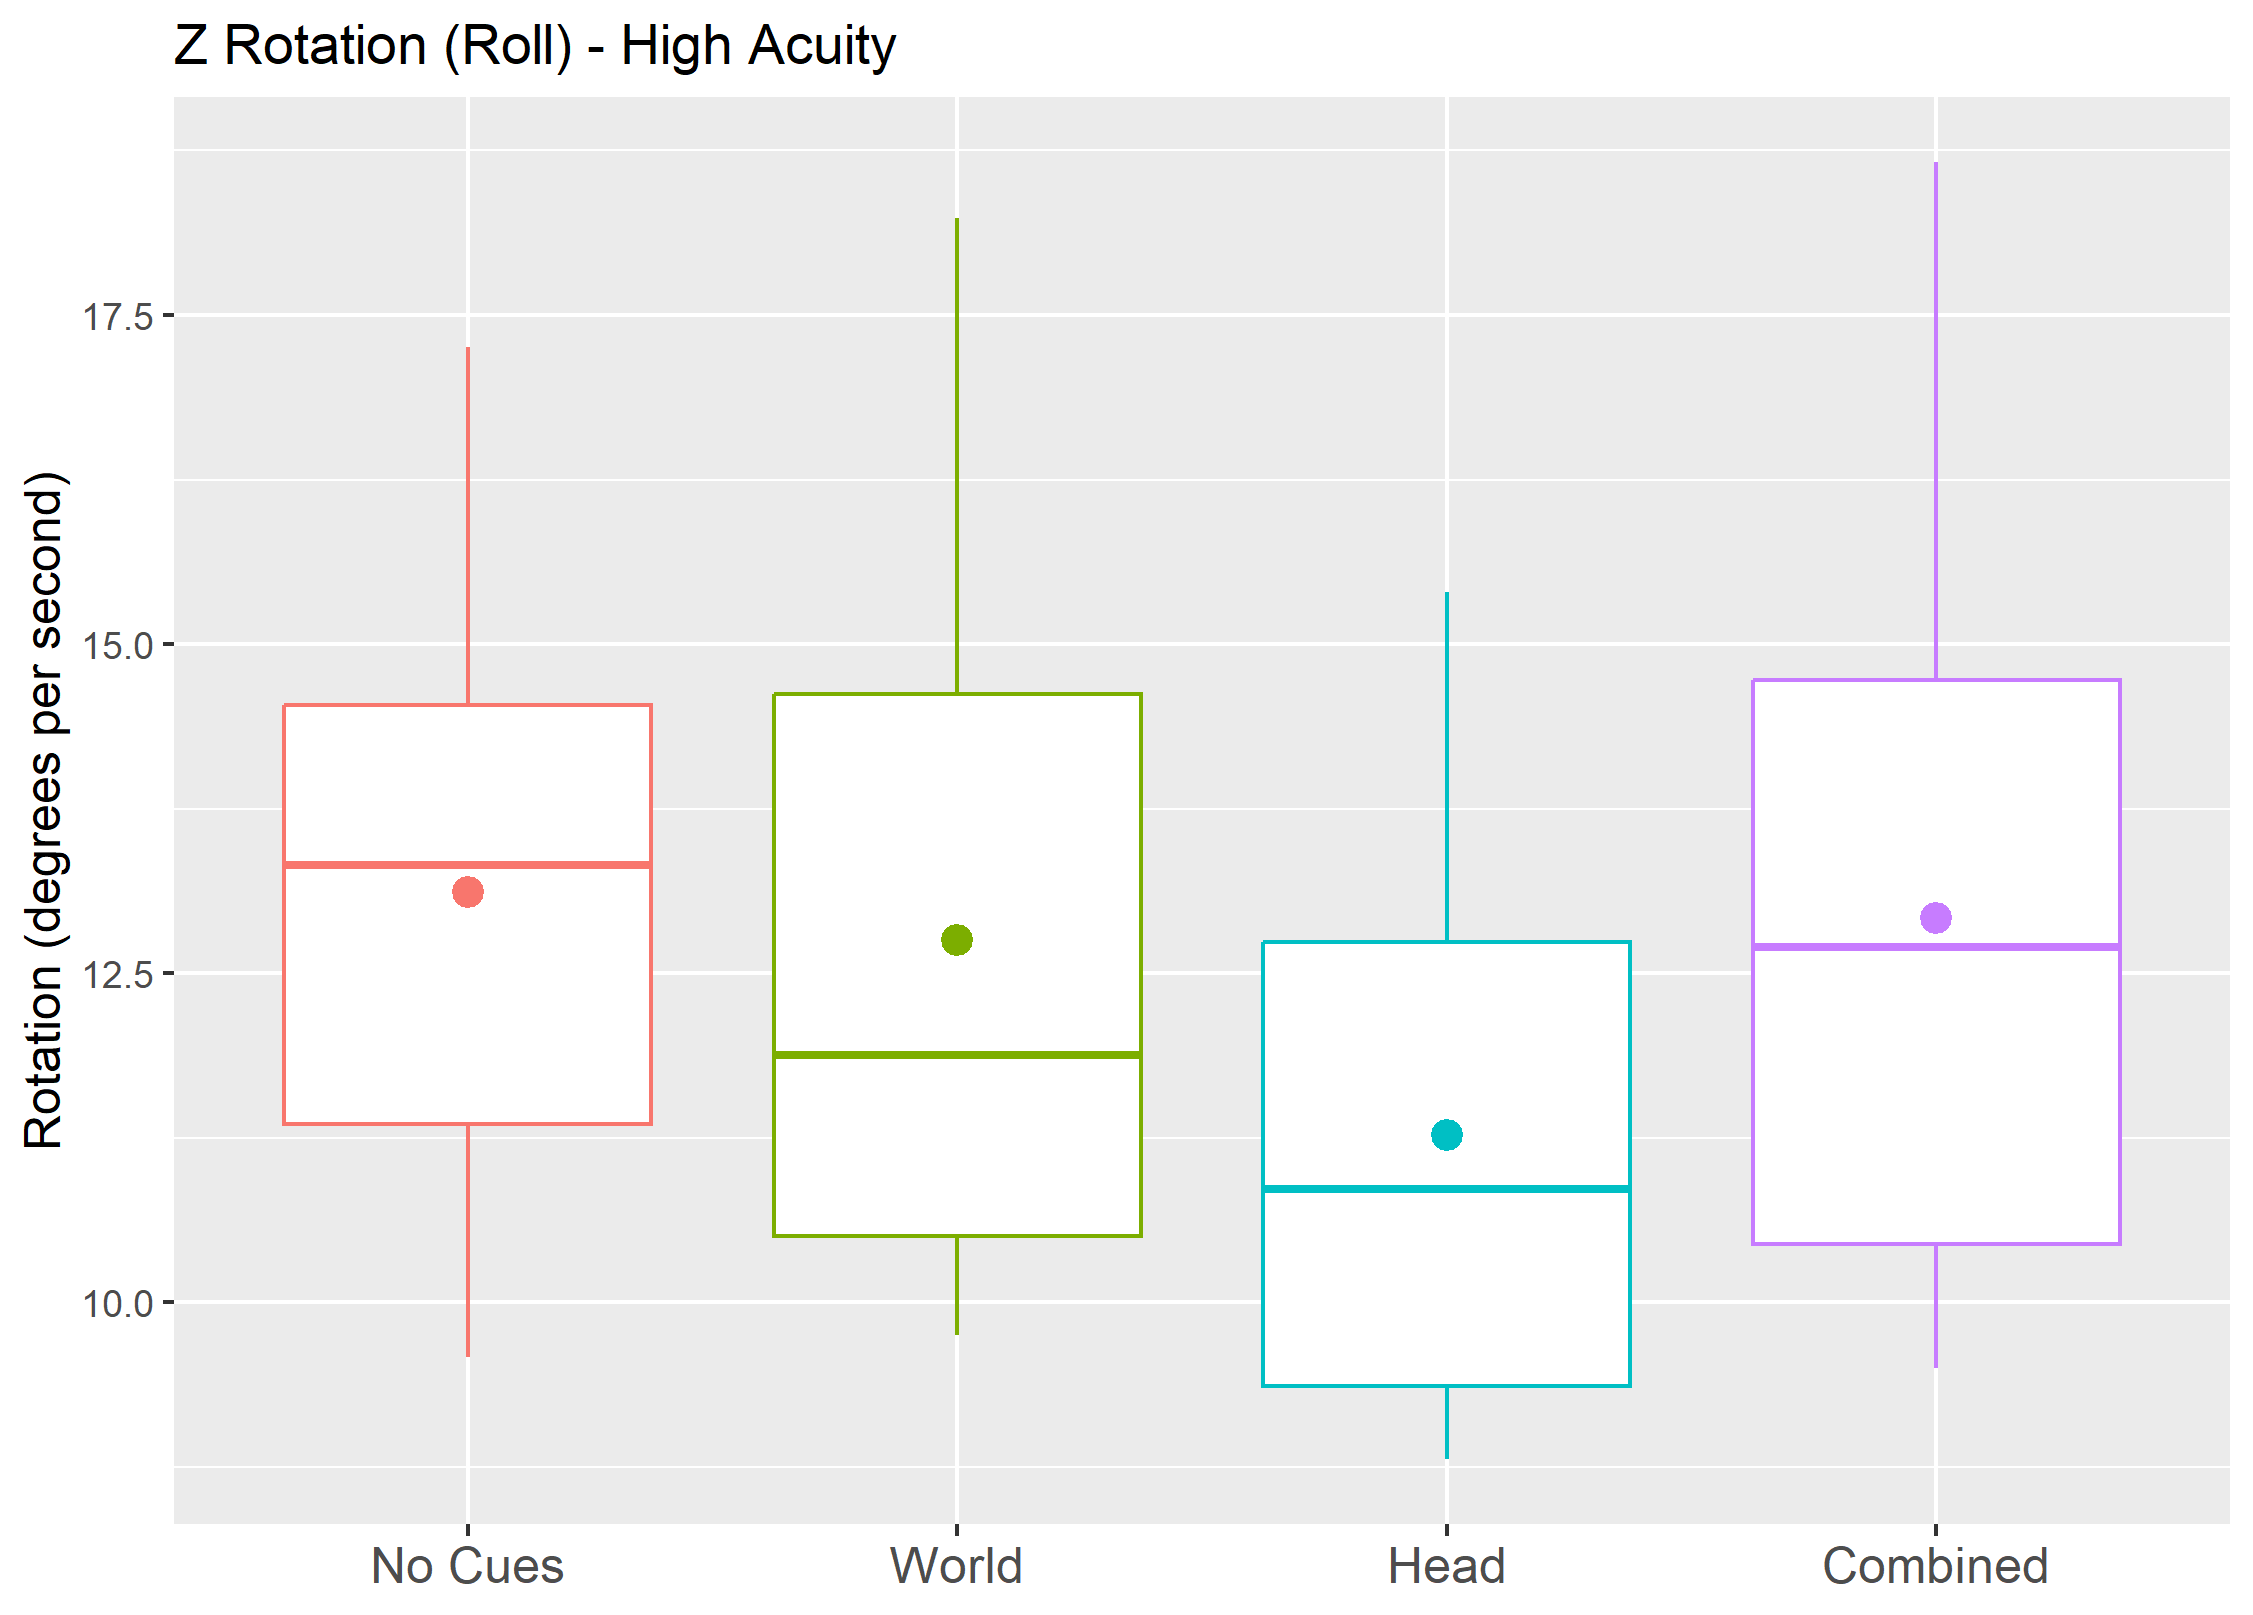 Z Rotation (Roll) - High Acuity
Rotation (degrees per second)
17.5
15.0
12.5
10.0
No Cues World Head Combined